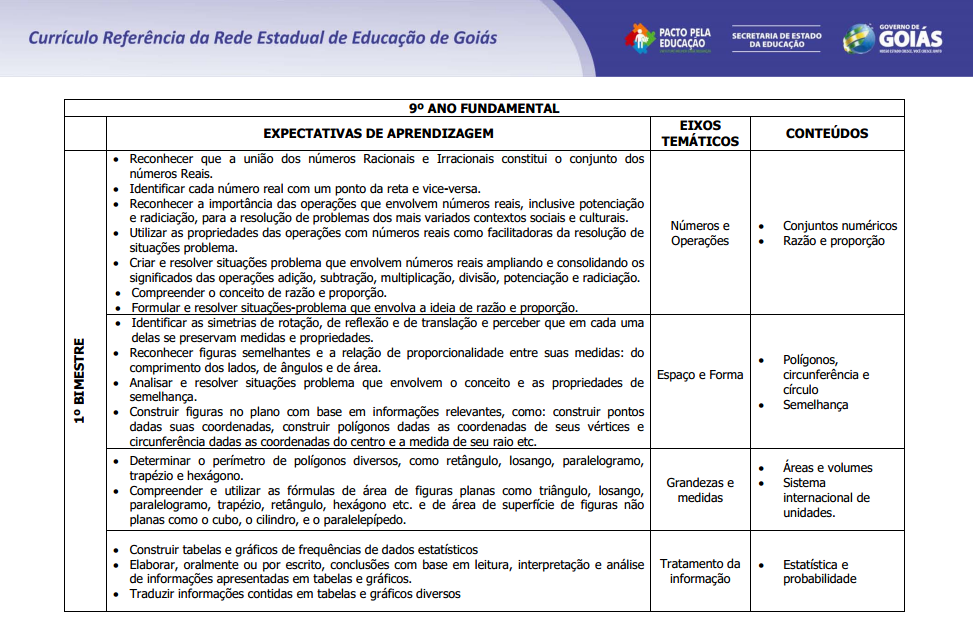 Currículo Referência da Rede Estadual de Educação de Goiás
PACTO PELA
EDUCAÇÃO
SECRETARIA DE ESTADO
DA EDUCAÇÃO
GOVERNO DE
GOIÁS
9º ANO FUNDAMENTAL
EXPECTATIVAS DE APRENDIZAGEM
EIXOS
TEMÁTICOS
CONTEÚDOS
1º BIMESTRE
• Reconhecer que a união dos números Racionais e Irracionais constitui o conjunto dos
números Reais.
• Identificar cada número real com um ponto da reta e vice-versa.
• Reconhecer a importância das operações que envolvem números reais, inclusive potenciação
e radiciação, para a resolução de problemas dos mais variados contextos sociais e culturais.
• Utilizar as propriedades das operações com números reais como facilitadoras da resolução de
situações problema.
• Criar e resolver situações problema que envolvem números reais ampliando e consolidando os
significados das operações adição, subtração, multiplicação, divisão, potenciação e radiciação.
• Compreender o conceito de razão e proporção.
• Formular e resolver situações-problema que envolva a ideia de razão e proporção.
Números e
Operações
• Conjuntos numéricos
• Razão e proporção
• Identificar as simetrias de rotação, de reflexão e de translação e perceber que em cada uma
delas se preservam medidas e propriedades.
• Reconhecer figuras semelhantes e a relação de proporcionalidade entre suas medidas: do
comprimento dos lados, de ângulos e de área.
• Analisar e resolver situações problema que envolvem o conceito e as propriedades de
semelhança.
• Construir figuras no plano com base em informações relevantes, como: construir pontos
dadas suas coordenadas, construir polígonos dadas as coordenadas de seus vértices e
circunferência dadas as coordenadas do centro e a medida de seu raio etc.
Espaço e Forma
• Polígonos,
circunferência e
círculo
• Semelhança
• Determinar o perímetro de polígonos diversos, como retângulo, losango, paralelogramo,
trapézio e hexágono.
• Compreender e utilizar as fórmulas de área de figuras planas como triângulo, losango,
paralelogramo, trapézio, retângulo, hexágono etc. e de área de superfície de figuras não
planas como o cubo, o cilindro, e o paralelepípedo.
Grandezas e
medidas
• Áreas e volumes
• Sistema
internacional de
unidades.
• Construir tabelas e gráficos de frequências de dados estatísticos
• Elaborar, oralmente ou por escrito, conclusões com base em leitura, interpretação e análise
de informações apresentadas em tabelas e gráficos.
• Traduzir informações contidas em tabelas e gráficos diversos
Tratamento da
informação
• Estatística e
probabilidade